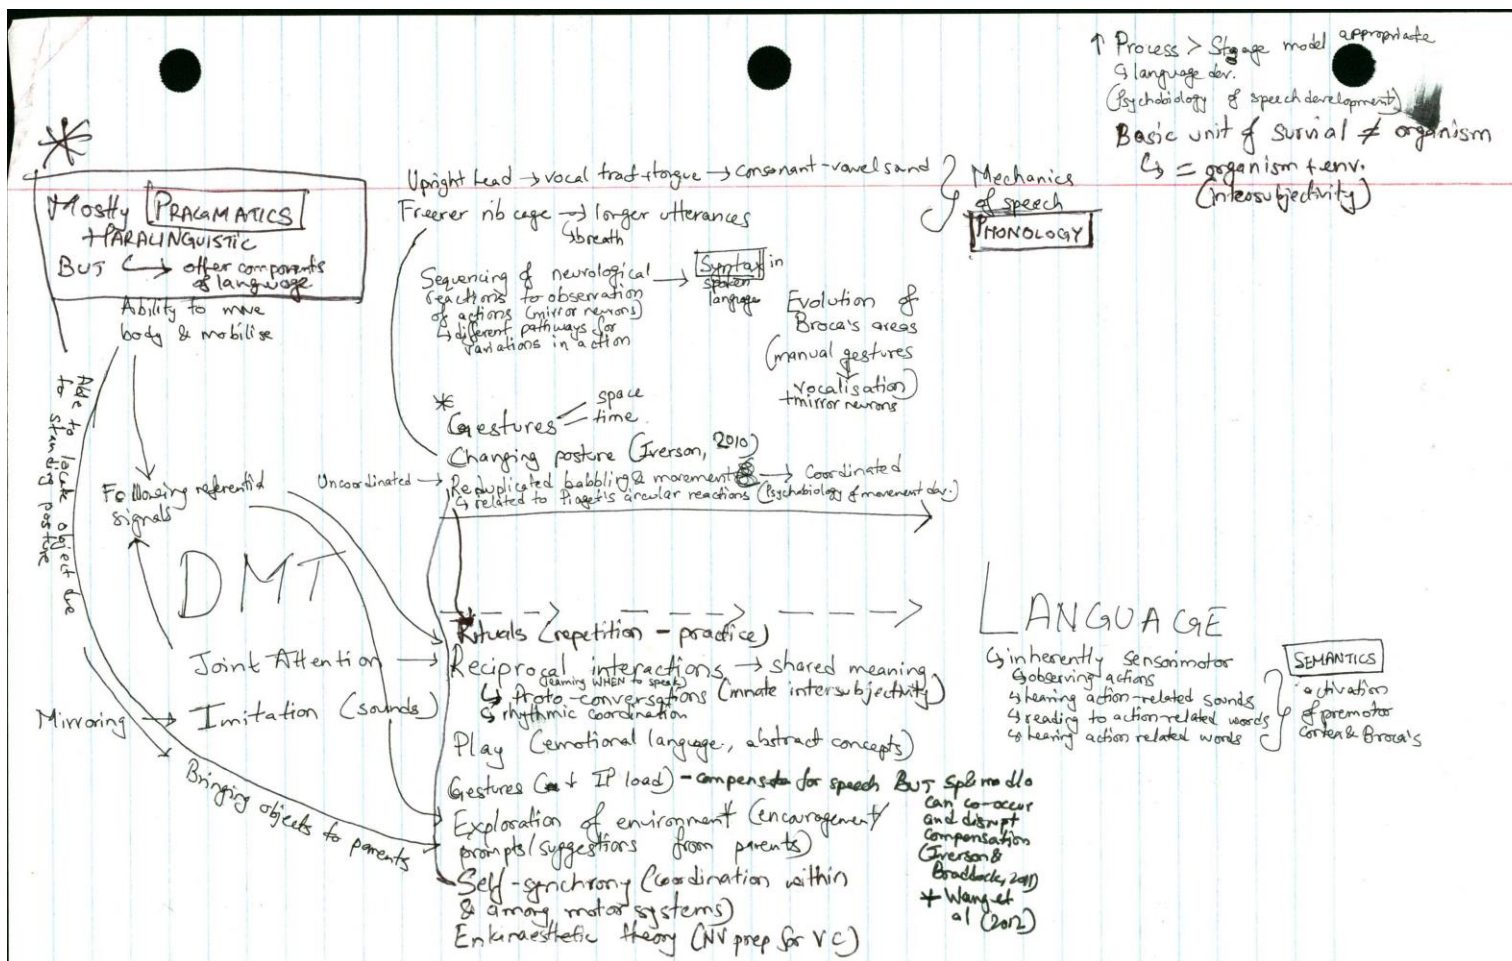 ↑ Process > Stage model appropriate
↳ language dev.
(Psychobiology of speech development)
Basic unit of survial ≠ organism
↳ = organism + env.
(intersubjectivity)
*
Mostly PRAGMATICS
+ PARALINGUISTIC
BUT ↪ other components
of language
Ability to move
body & mobilise
Able to locate object due
to standing posture
Following referential
signals
DMT
Joint Attention →
Mirroring → Imitation (sounds)
Bringing objects to parents
Upright head → vocal tract + tongue → consonant-vowel sound
Freerer rib cage → longer utterances
↳ breath
Mechanics
of speech
PHONOLOGY
Sequencing of neurological
reactions to observation
of actions (mirror neurons)
↳ different pathways for
variations in action
→ Syntax in
spoken
language
Evolution of
Broca's areas
(manual gestures
↓
vocalisation)
+ mirror neurons
*
Gestures
space
time
Changing posture (Iverson, 2010)
Uncoordinated → Reduplicated babbling & movement → Coordinated
↳ related to Piaget's circular reactions (Psychobiology of movement dev.)
Rituals (repetition - practice)
Reciprocal interactions → shared meaning
(learning WHEN to speak)
↳ Proto-conversations (innate intersubjectivity)
↳ rhythmic coordination
Play (emotional language, abstract concepts)
Gestures (↓ IP load) - compensate for speech BUT
can co-occur
and disrupt
compensation
(Iverson &
Braddock, 2011)
+ Wang et
al (2012)
Exploration of environment (encouragement/
prompts/suggestions from parents)
Self-synchrony (coordination within
& among motor systems)
Enkinaesthetic theory (NV prep for VC)
LANGUAGE
↳ inherently sensorimotor
↳ observing actions
↳ hearing action-related sounds
↳ reading to action-related words
↳ hearing action related words
SEMANTICS
activation
of premotor
cortex & Broca's